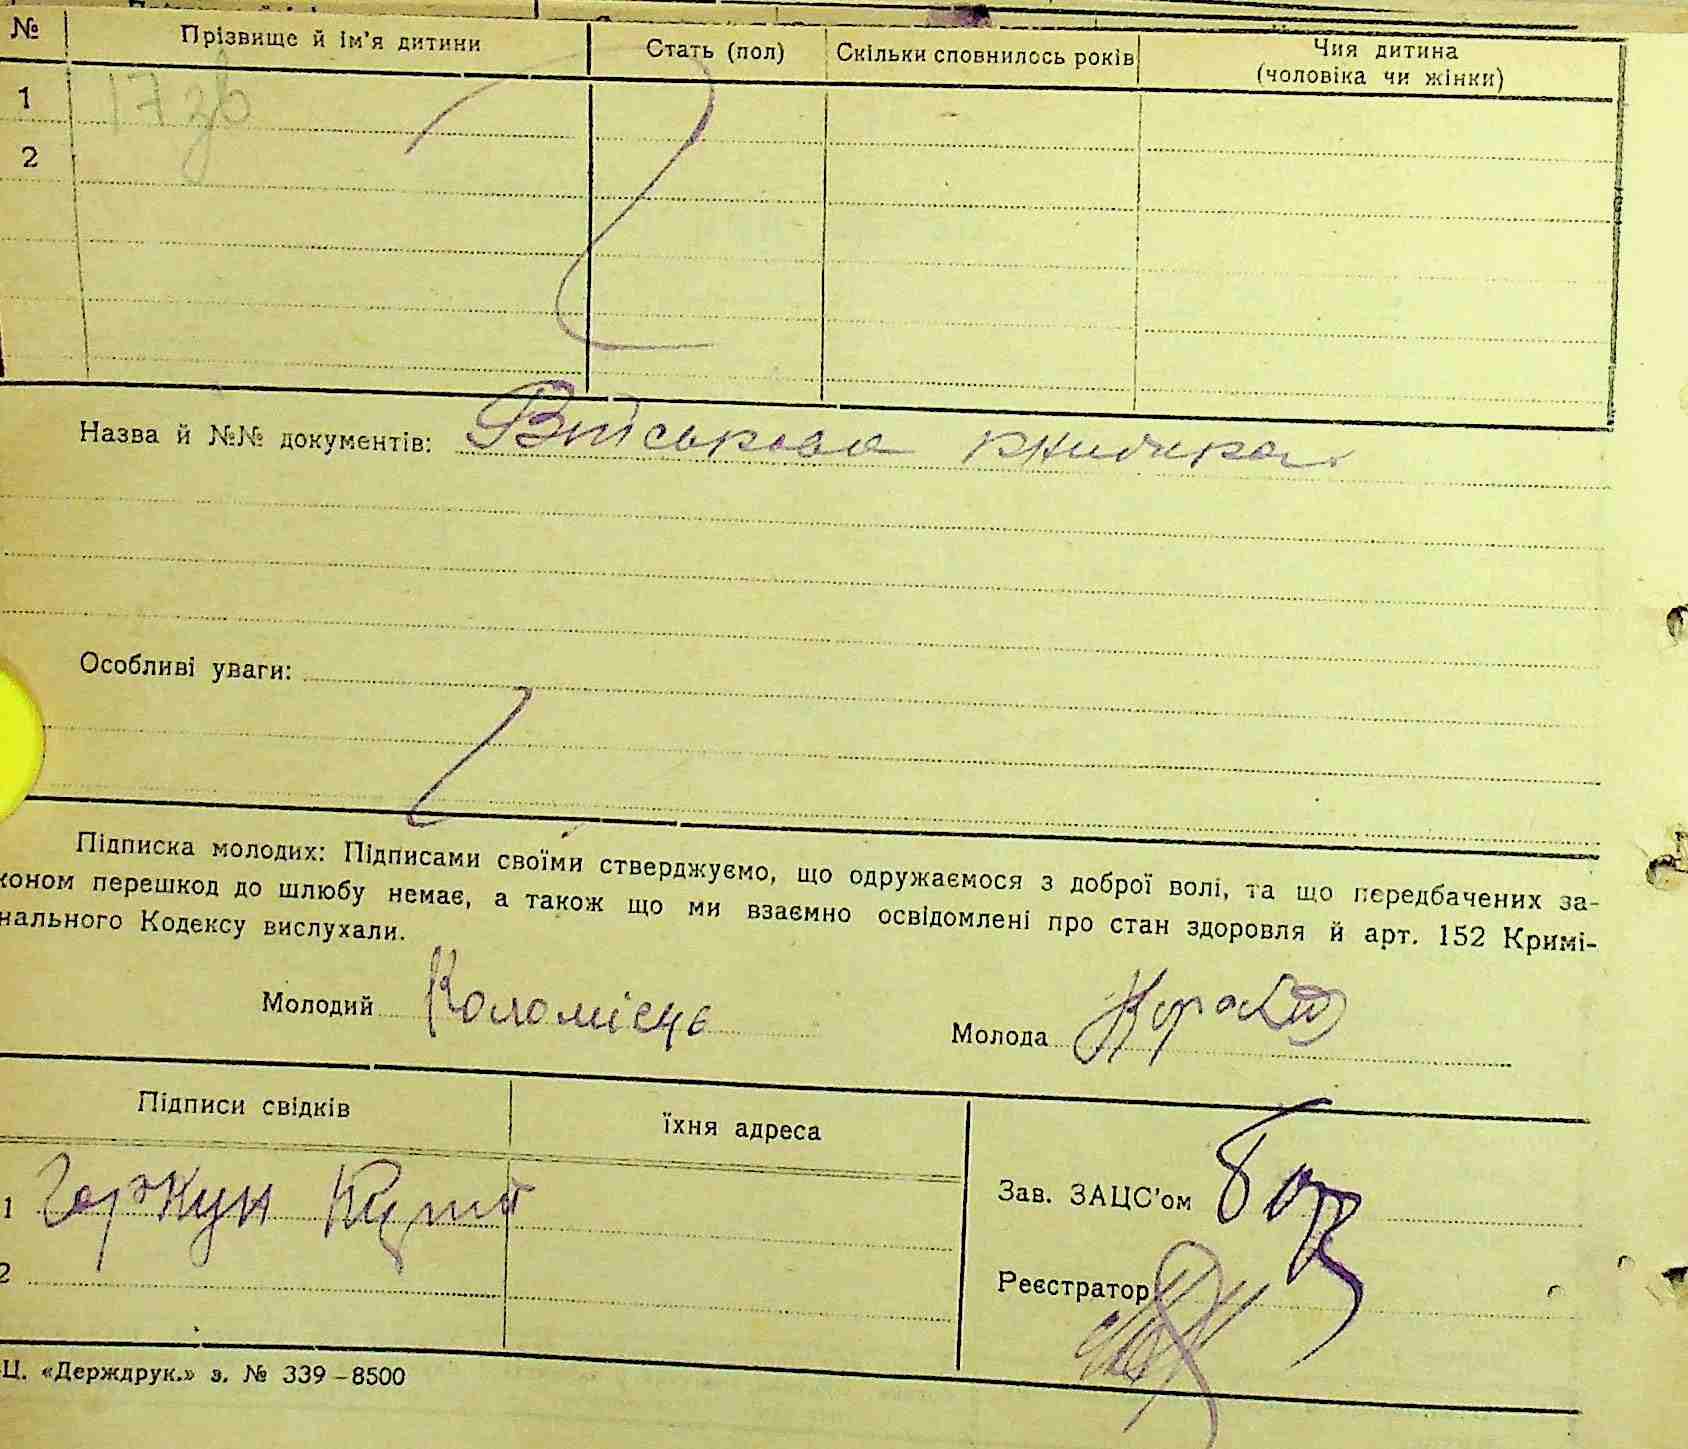 № Прізвище й ім'я дитини Стать (пол) Скільки сповнилось років Чия дитина
(чоловіка чи жінки)
1
2
Назва й №№ документів: Військова книжка
Особливі уваги:
Підписка молодих: Підписами своїми стверджуємо, що одружаємося з доброї волі, та що передбачених за-
коном перешкод до шлюбу немає, а також що ми взаємно освідомлені про стан здоровля й арт. 152 Кримі-
нального Кодексу вислухали.
Молодий Коломієць Молода
Підписи свідків їхня адреса
Зав. ЗАЦС'ом
1
Реєстратор
2
Ц. «Держдрук.» з. № 339-8500